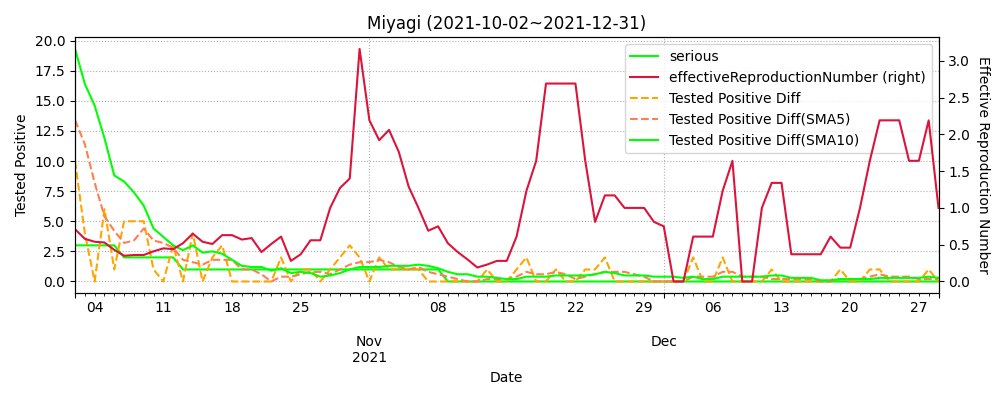 Miyagi (2021-10-02~2021-12-31)
20.0
17.5
15.0
12.5
10.0
7.5
5.0
2.5
0.0
Tested Positive
serious
effectiveReproductionNumber (right)
Tested Positive Diff
Tested Positive Diff(SMA5)
Tested Positive Diff(SMA10)
3.0
2.5
2.0
1.5
1.0
0.5
0.0
Effective Reproduction Number
04 11 18 25 08 15 22 29 06 13 20 27
Nov Dec
2021
Date